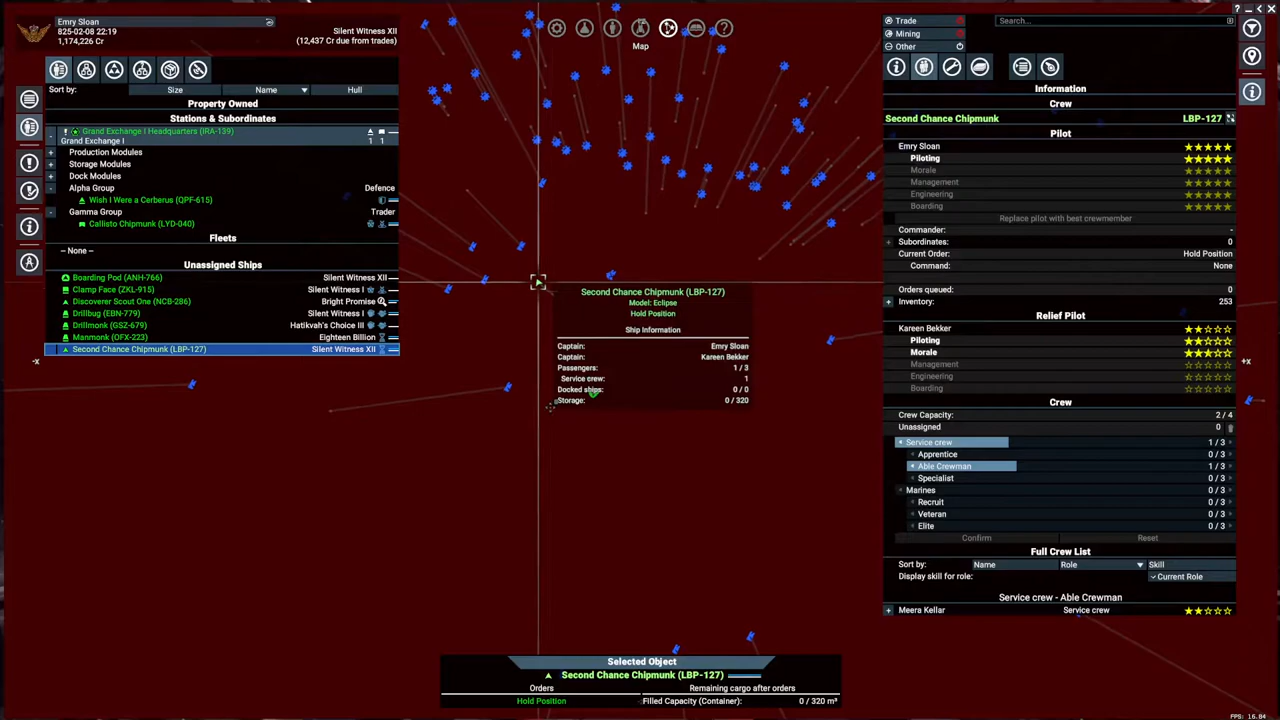 Emry Sloan
825-02-08 22:19
1,174,226 Cr
Silent Witness XII
(12,437 Cr due from trades)
Sort by:
Size
Name
Hull
Property Owned
Stations & Subordinates
Grand Exchange I Headquarters (IRA-139)
Grand Exchange I
1 1
Production Modules
Storage Modules
Dock Modules
Alpha Group
Defence
Wish I Were a Cerberus (QPF-615)
Gamma Group
Trader
Callisto Chipmunk (LYD-040)
Fleets
-- None --
Unassigned Ships
Boarding Pod (ANH-766)
Silent Witness XII
Clamp Face (ZKL-915)
Silent Witness I
Discoverer Scout One (NCB-286)
Bright Promise
Drillbug (EBN-779)
Silent Witness I
Drillmonk (GSZ-679)
Hatikvah's Choice III
Manmonk (OFX-223)
Eighteen Billion
Second Chance Chipmunk (LBP-127)
Silent Witness XII
-x
Map
?
Second Chance Chipmunk (LBP-127)
Model: Eclipse
Hold Position
Ship Information
Captain:
Emry Sloan
Captain:
Kareen Bekker
Passengers:
1 / 3
Service crew:
1
Docked ships:
0 / 0
Storage:
0 / 320
Selected Object
Second Chance Chipmunk (LBP-127)
Orders
Remaining cargo after orders
Hold Position
Filled Capacity (Container):
0 / 320 m³
Trade
Mining
Other
Search...
Information
Crew
Second Chance Chipmunk
LBP-127
Pilot
Emry Sloan
Piloting
Morale
Management
Engineering
Boarding
Replace pilot with best crewmember
Commander:
-
Subordinates:
0
Current Order:
Hold Position
Command:
None
Orders queued:
0
Inventory:
253
Relief Pilot
Kareen Bekker
Piloting
Morale
Management
Engineering
Boarding
+x
Crew
Crew Capacity:
2 / 4
Unassigned
0
Service crew
1 / 3
Apprentice
0 / 3
Able Crewman
1 / 3
Specialist
0 / 3
Marines
0 / 3
Recruit
0 / 3
Veteran
0 / 3
Elite
0 / 3
Confirm
Reset
Full Crew List
Sort by:
Name
Role
Skill
Display skill for role:
Current Role
Service crew - Able Crewman
Meera Kellar
Service crew
FPS: 16.84